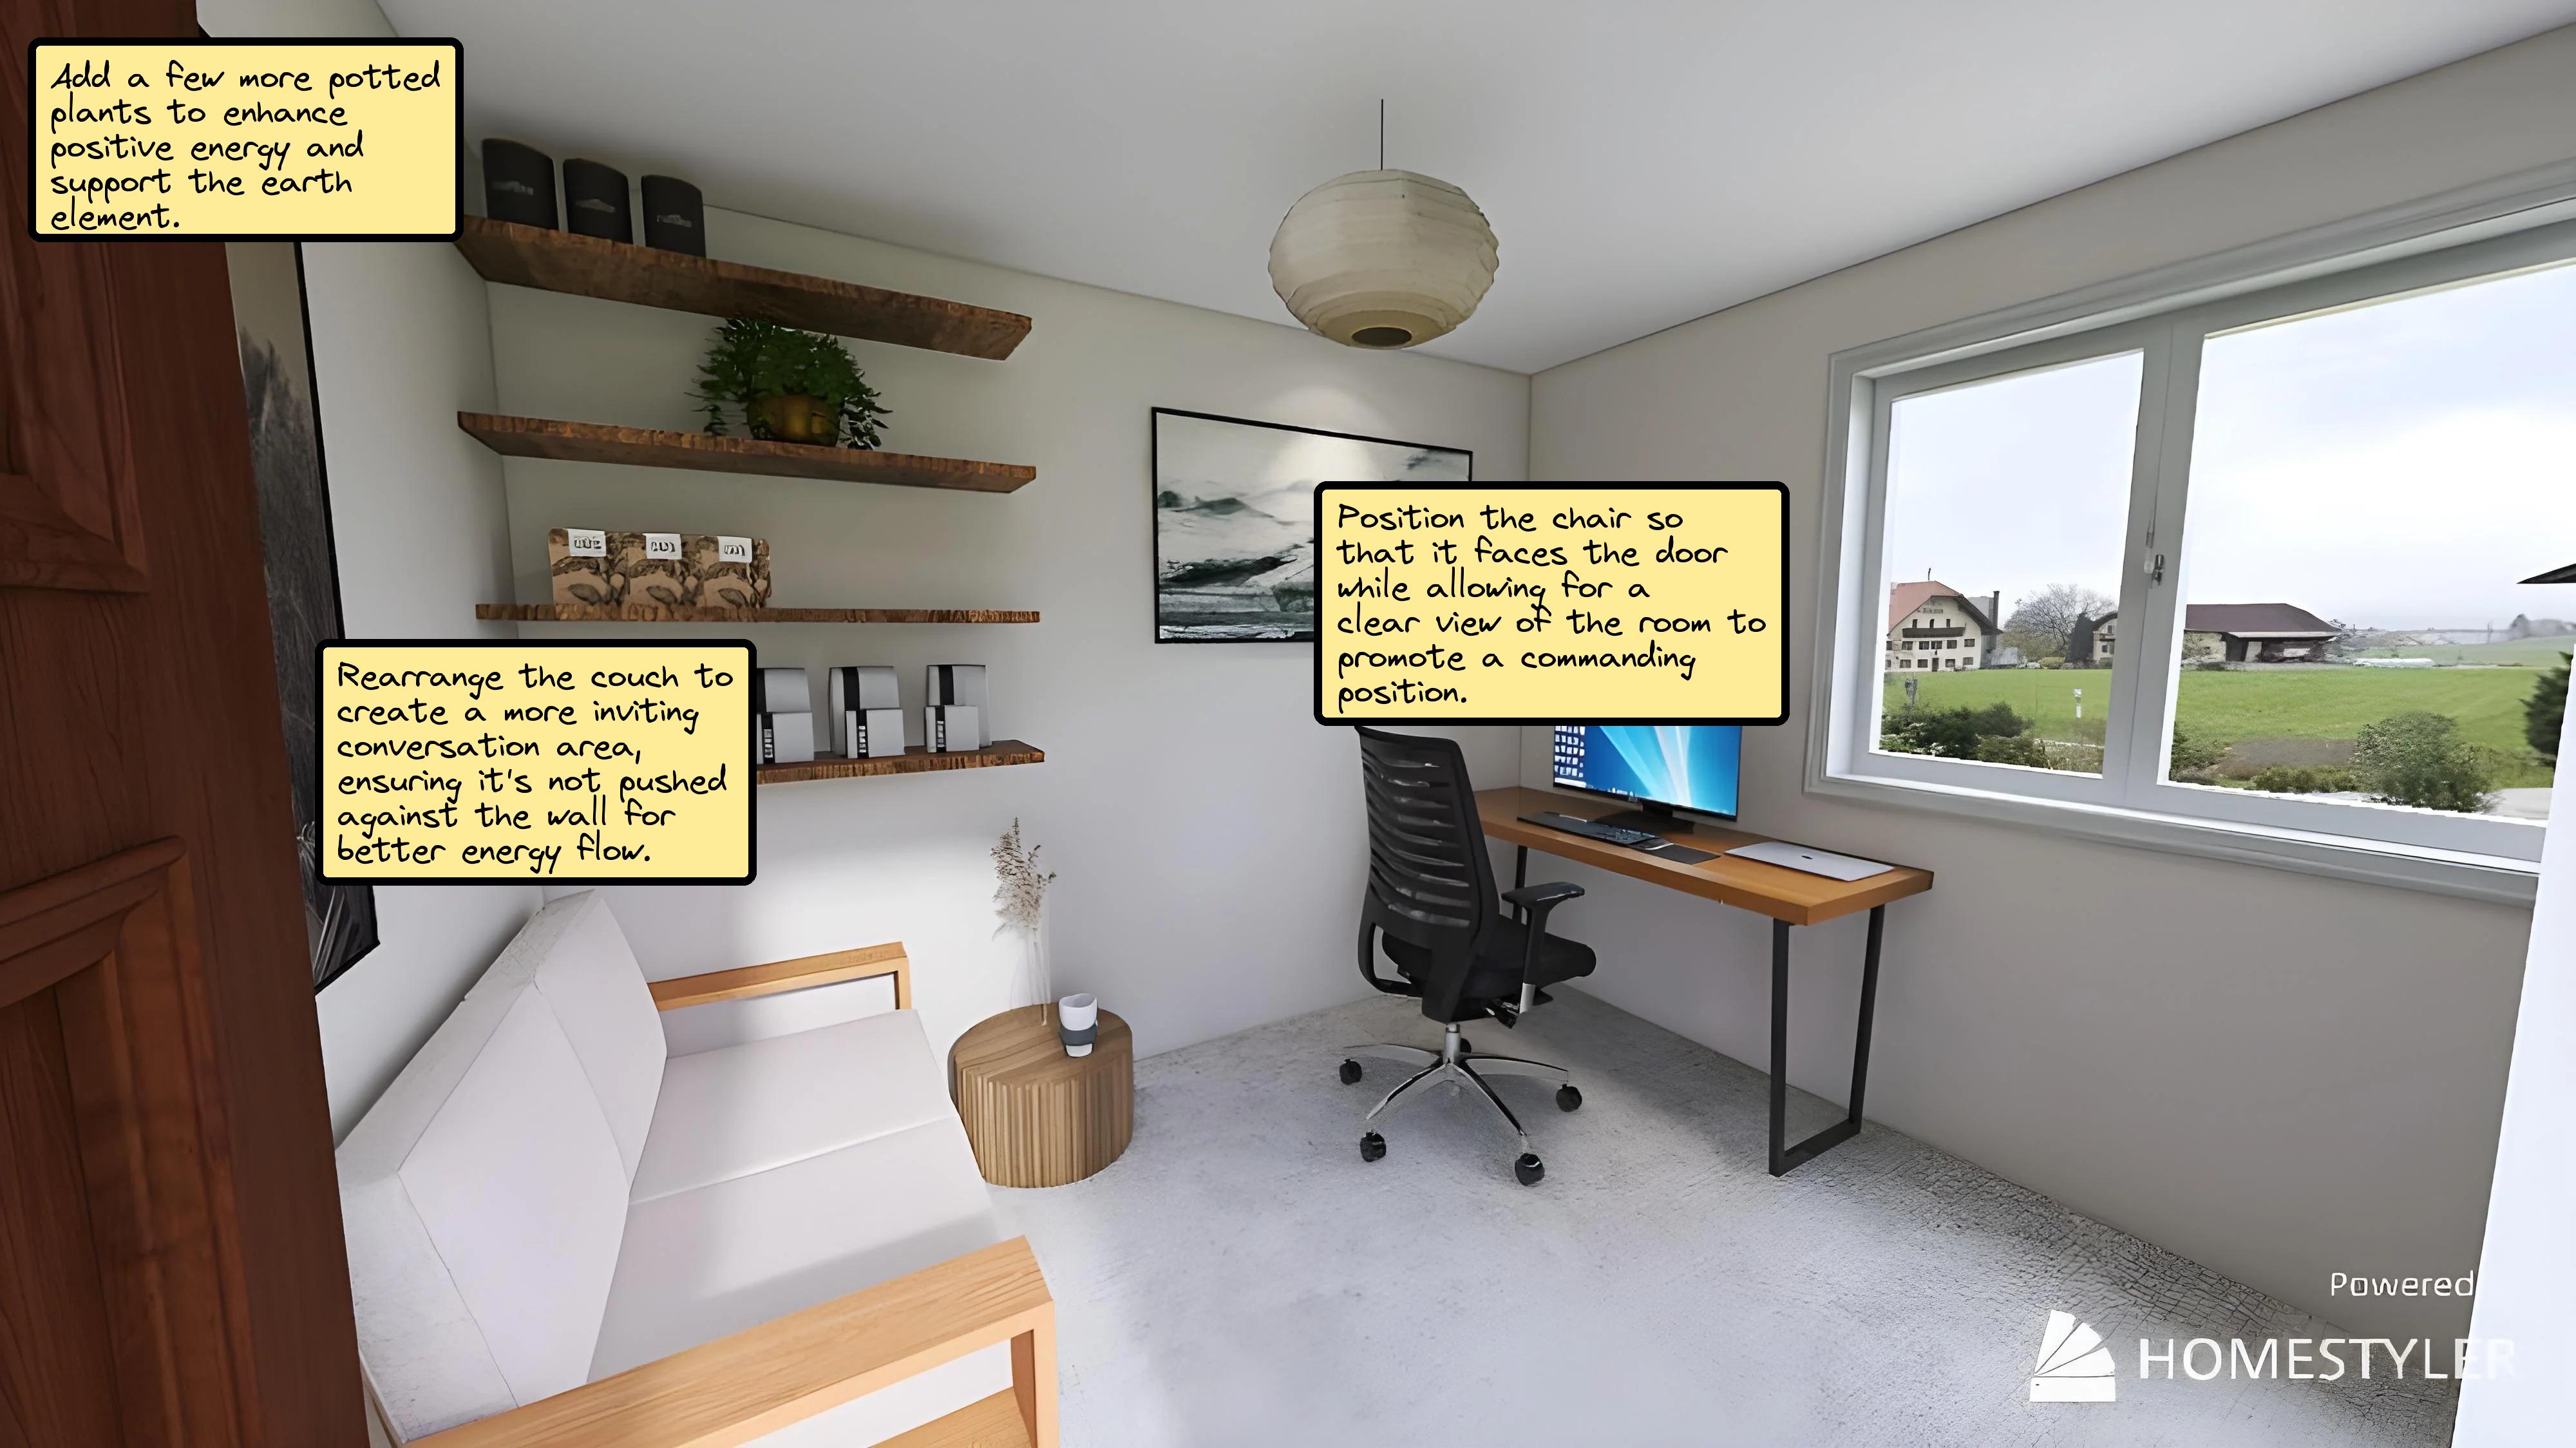 Add a few more potted
plants to enhance
positive energy and
support the earth
element.
Position the chair so
that it faces the door
while allowing for a
clear view of the room to
promote a commanding
position.
Rearrange the couch to
create a more inviting
conversation area,
ensuring it's not pushed
against the wall for
better energy flow.
Powered
HOMESTYLER